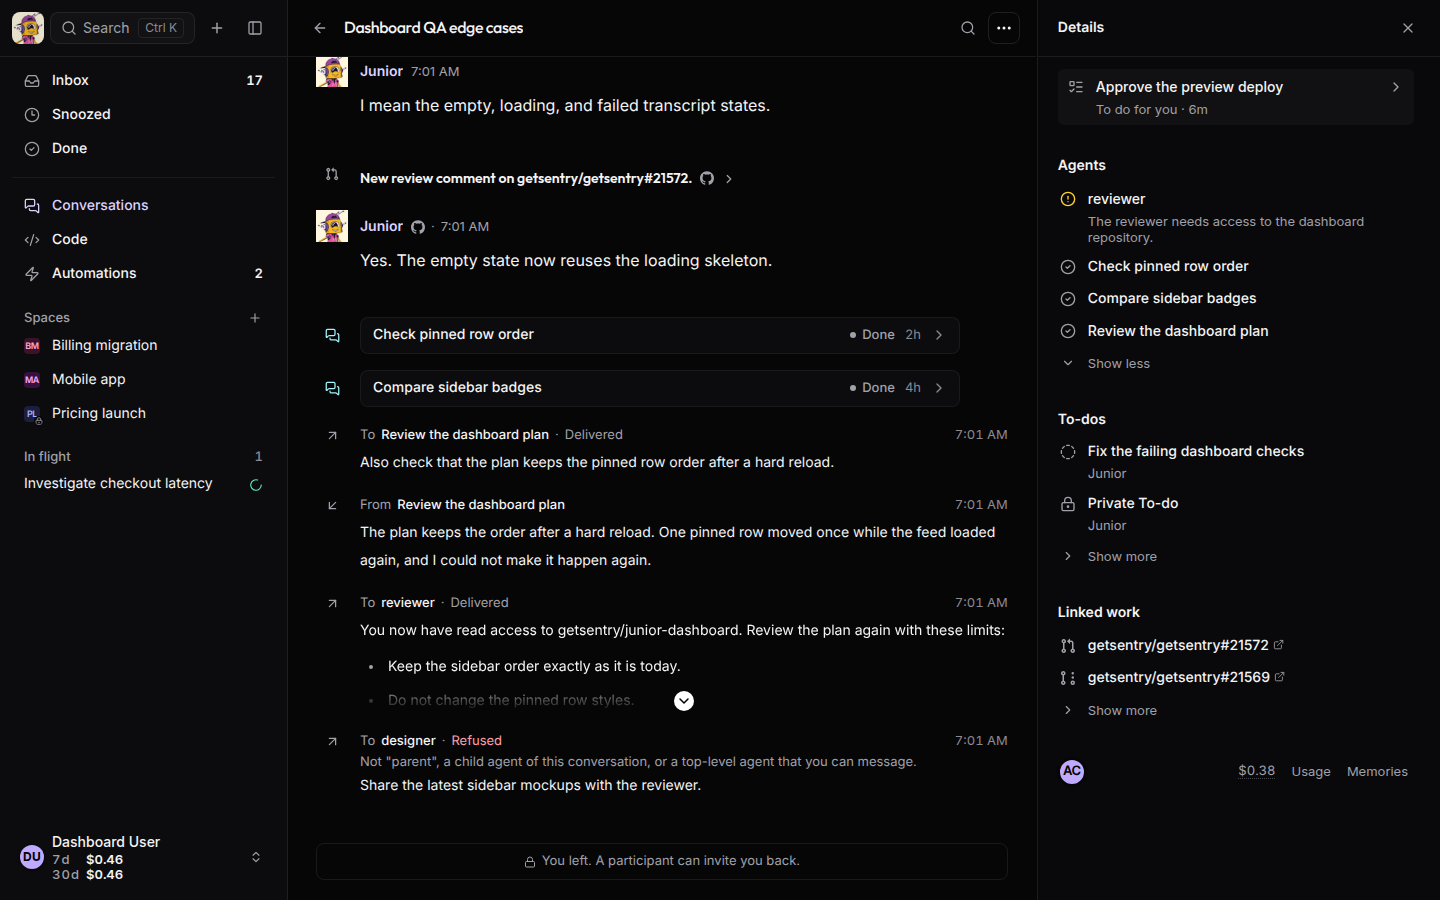 Search Ctrl K
Inbox 17
Snoozed
Done
Conversations
Code
Automations 2
Spaces
BM Billing migration
MA Mobile app
PL Pricing launch
In flight 1
Investigate checkout latency
DU Dashboard User
7d $0.46
30d $0.46
Dashboard QA edge cases
Junior 7:01 AM
I mean the empty, loading, and failed transcript states.
New review comment on getsentry/getsentry#21572.
Junior · 7:01 AM
Yes. The empty state now reuses the loading skeleton.
Check pinned row order Done 2h
Compare sidebar badges Done 4h
To Review the dashboard plan · Delivered 7:01 AM
Also check that the plan keeps the pinned row order after a hard reload.
From Review the dashboard plan 7:01 AM
The plan keeps the order after a hard reload. One pinned row moved once while the feed loaded
again, and I could not make it happen again.
To reviewer · Delivered 7:01 AM
You now have read access to getsentry/junior-dashboard. Review the plan again with these limits:
• Keep the sidebar order exactly as it is today.
• Do not change the pinned row styles.
To designer · Refused 7:01 AM
Not "parent", a child agent of this conversation, or a top-level agent that you can message.
Share the latest sidebar mockups with the reviewer.
You left. A participant can invite you back.
Details
Approve the preview deploy
To do for you · 6m
Agents
reviewer
The reviewer needs access to the dashboard
repository.
Check pinned row order
Compare sidebar badges
Review the dashboard plan
Show less
To-dos
Fix the failing dashboard checks
Junior
Private To-do
Junior
Show more
Linked work
getsentry/getsentry#21572
getsentry/getsentry#21569
Show more
AC $0.38 Usage Memories